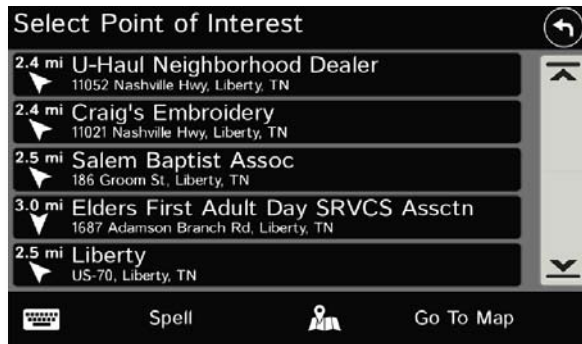 Select Point of Interest
2.4 mi U-Haul Neighborhood Dealer
11052 Nashville Hwy, Liberty, TN
2.4 mi Craig's Embroidery
11021 Nashville Hwy, Liberty, TN
2.5 mi Salem Baptist Assoc
186 Groom St, Liberty, TN
3.0 mi Elders First Adult Day SRVCS Assctn
1687 Adamson Branch Rd, Liberty, TN
2.5 mi Liberty
US-70, Liberty, TN
Spell Go To Map